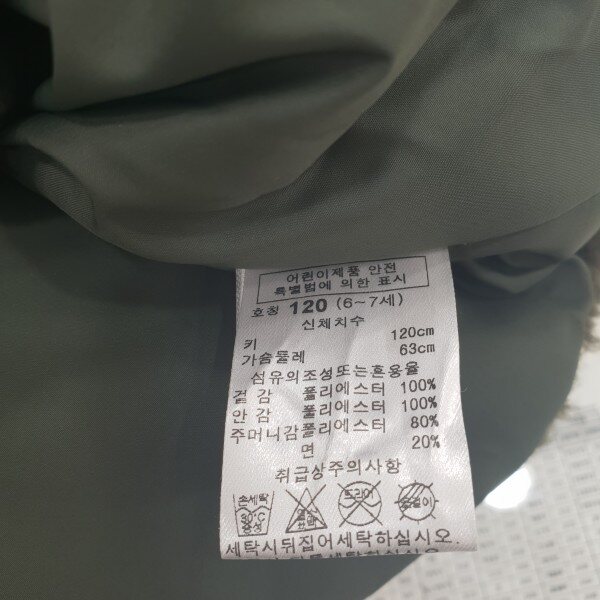 어린이제품 안전
특별법에 의한 표시
호칭 120 (6~7세)
신체치수
키 120cm
가슴둘레 63cm
섬유의조성또는혼용율
겉 감 폴리에스터 100%
안 감 폴리에스터 100%
주머니감 폴리에스터 80%
면 20%
취급상주의사항
손세탁 드라이
30℃
세탁시뒤집어세탁하십시오.